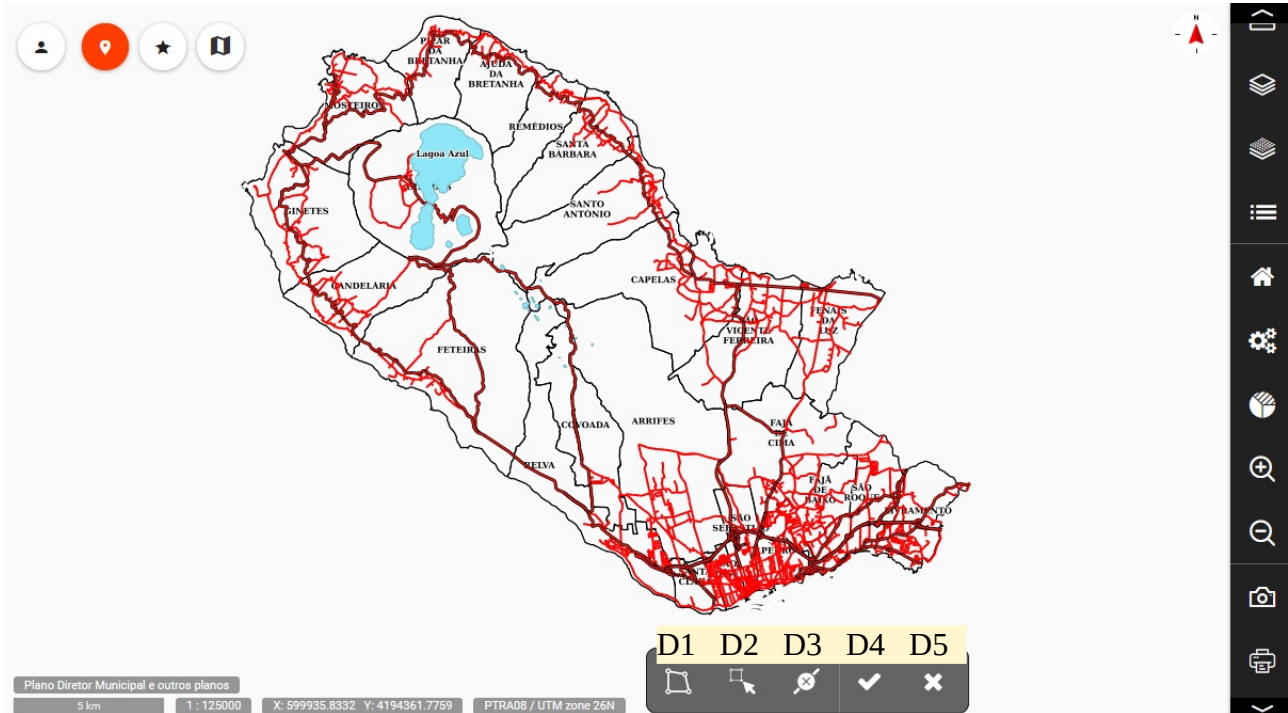 N
PILAR
DA
BRETANHA
AJUDA
DA
BRETANHA
MOSTEIROS
REMÉDIOS
SANTA
BÁRBARA
Lagoa Azul
SANTO
ANTÓNIO
GINETES
CANDELÁRIA
CAPELAS
FENAIS
DA
LUZ
SÃO
VICENTE
FERREIRA
FETEIRAS
COVOADA
ARRIFES
FAJÃ
DE
CIMA
RELVA
FAJÃ
DE
BAIXO
SÃO
ROQUE
LIVRAMENTO
SÃO
SEBASTIÃO
PEDRO
SANTA
CLARA
D1 D2 D3 D4 D5
Plano Diretor Municipal e outros planos
5 km
1 : 125000
X: 599935.8332 Y: 4194361.7759
PTRA08 / UTM zone 26N